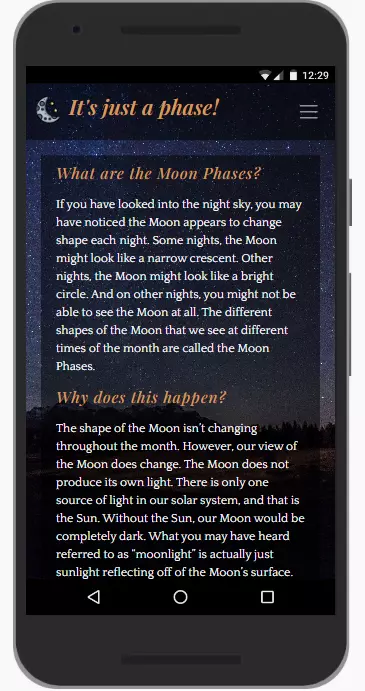 12:29
It's just a phase!
What are the Moon Phases?
If you have looked into the night sky, you may
have noticed the Moon appears to change
shape each night. Some nights, the Moon
might look like a narrow crescent. Other
nights, the Moon might look like a bright
circle. And on other nights, you might not be
able to see the Moon at all. The different
shapes of the Moon that we see at different
times of the month are called the Moon
Phases.
Why does this happen?
The shape of the Moon isn’t changing
throughout the month. However, our view of
the Moon does change. The Moon does not
produce its own light. There is only one
source of light in our solar system, and that is
the Sun. Without the Sun, our Moon would be
completely dark. What you may have heard
referred to as “moonlight” is actually just
sunlight reflecting off of the Moon’s surface.